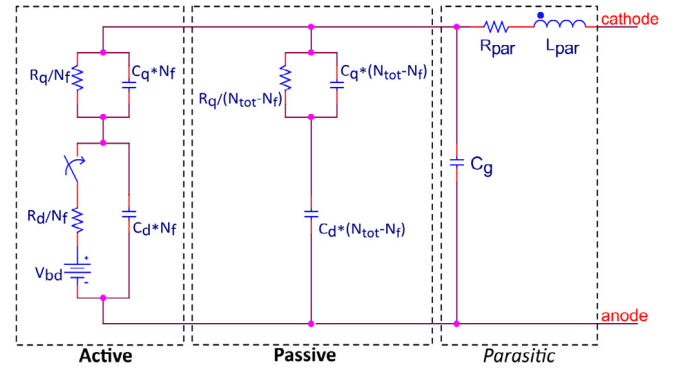 cathode
Rpar
Lpar
Rq/Nf
Cq*Nf
Cq*(Ntot-Nf)
Rq/(Ntot-Nf)
Cg
Rd/Nf
Cd*Nf
Cd*(Ntot-Nf)
Vbd
+
-
anode
Active
Passive
Parasitic